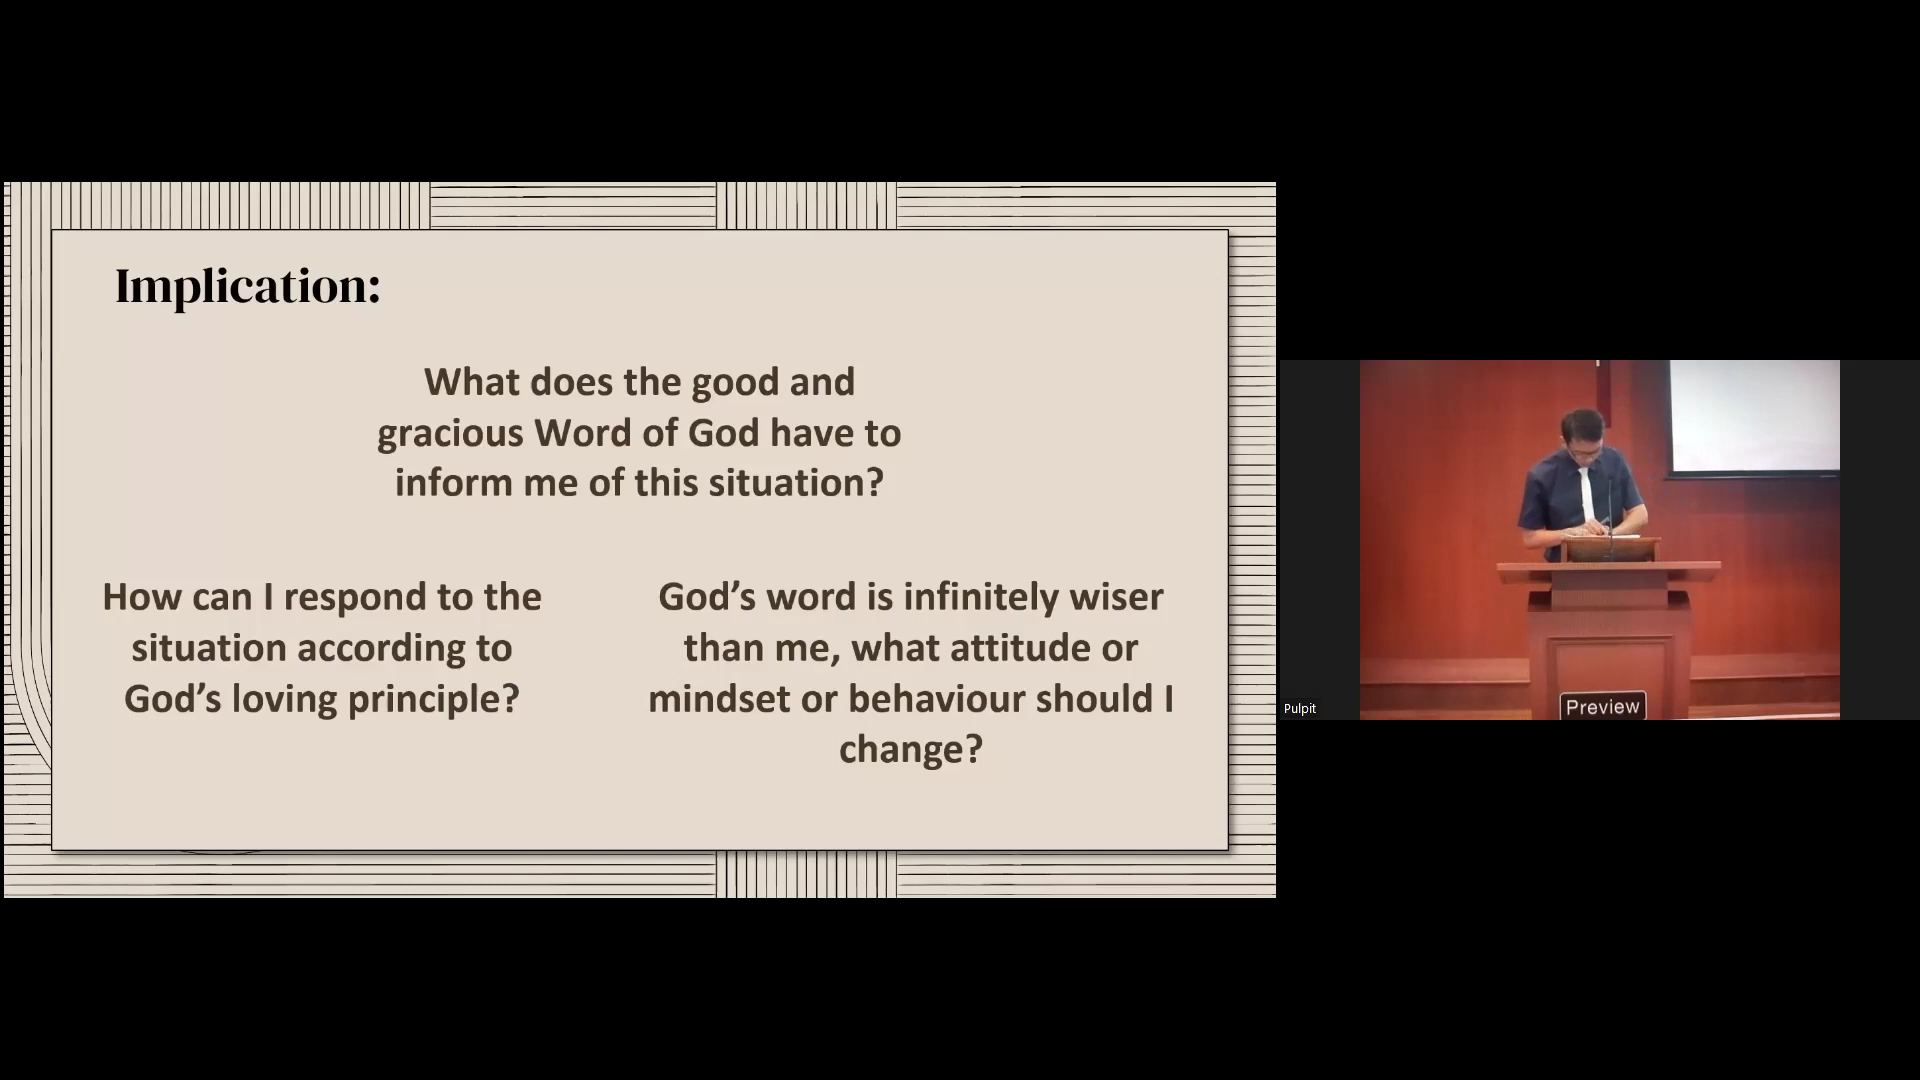 Implication:
What does the good and
gracious Word of God have to
inform me of this situation?
How can I respond to the
situation according to
God’s loving principle?
God’s word is infinitely wiser
than me, what attitude or
mindset or behaviour should I
change?
Pulpit
Preview